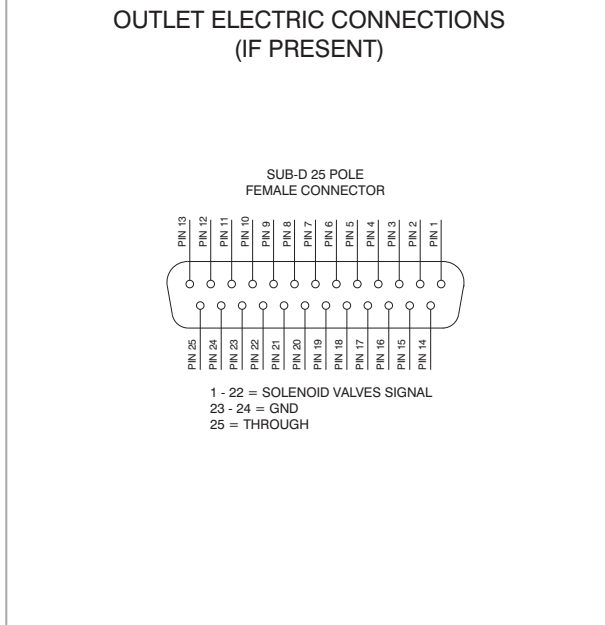 OUTLET ELECTRIC CONNECTIONS
(IF PRESENT)
SUB-D 25 POLE
FEMALE CONNECTOR
PIN 13
PIN 12
PIN 11
PIN 10
PIN 9
PIN 8
PIN 7
PIN 6
PIN 5
PIN 4
PIN 3
PIN 2
PIN 1
PIN 25
PIN 24
PIN 23
PIN 22
PIN 21
PIN 20
PIN 19
PIN 18
PIN 17
PIN 16
PIN 15
PIN 14
1 - 22 = SOLENOID VALVES SIGNAL
23 - 24 = GND
25 = THROUGH